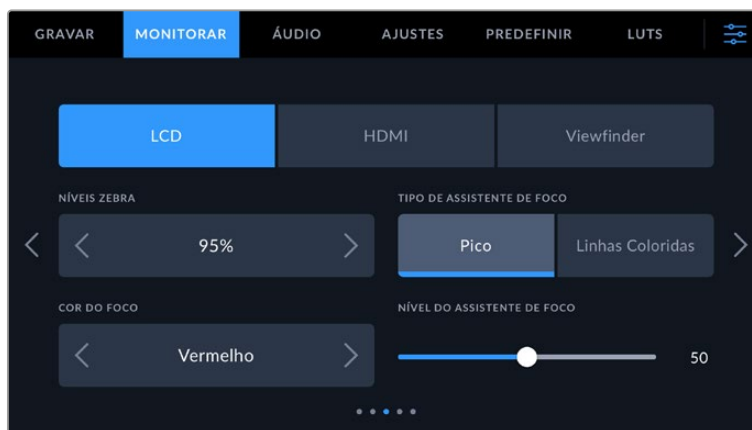 GRAVAR MONITORAR ÁUDIO AJUSTES PREDEFINIR LUTS
LCD HDMI Viewfinder
NÍVEIS ZEBRA TIPO DE ASSISTENTE DE FOCO
95% Pico Linhas Coloridas
COR DO FOCO NÍVEL DO ASSISTENTE DE FOCO
Vermelho 50